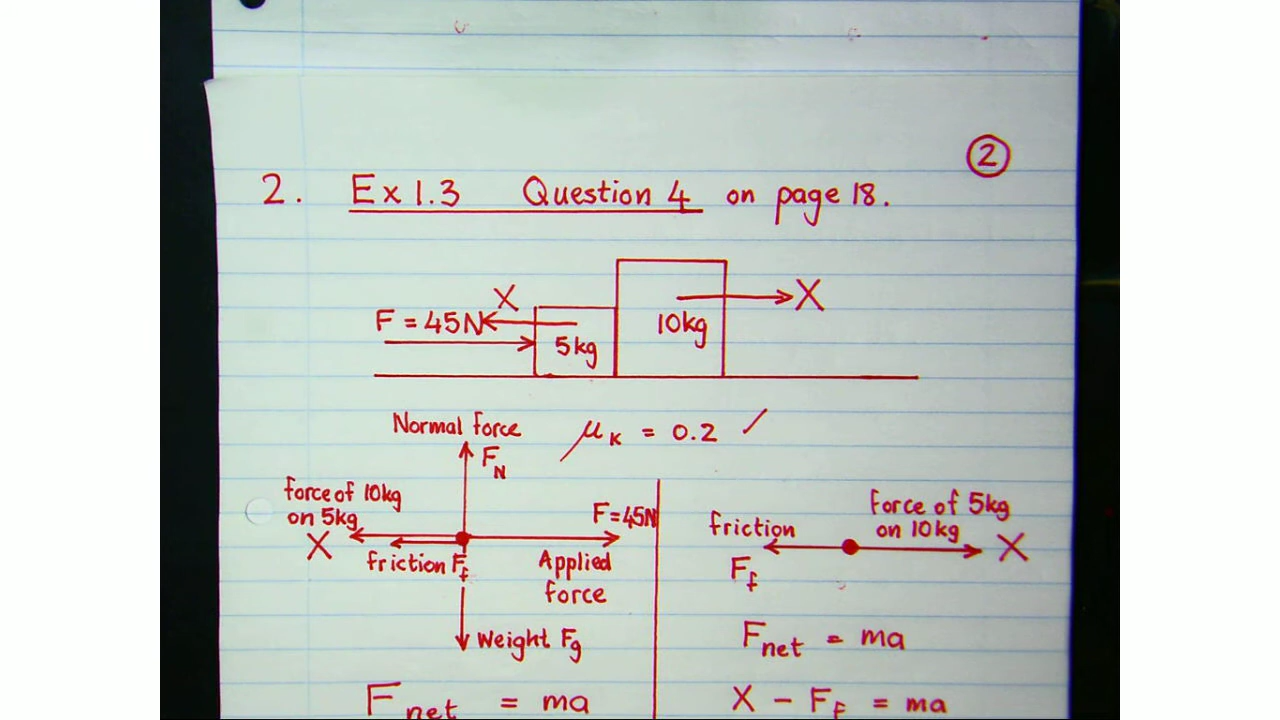 2
2. Ex 1.3 Question 4 on page 18.
X
X
F = 45N
5kg
10kg
Normal force
F_N
μ_K = 0.2 ✓
force of 10kg
on 5kg
X
friction F_f
F = 45N
Applied
force
Weight F_g
F_net = ma
friction
F_f
force of 5kg
on 10kg
X
F_net = ma
X - F_f = ma